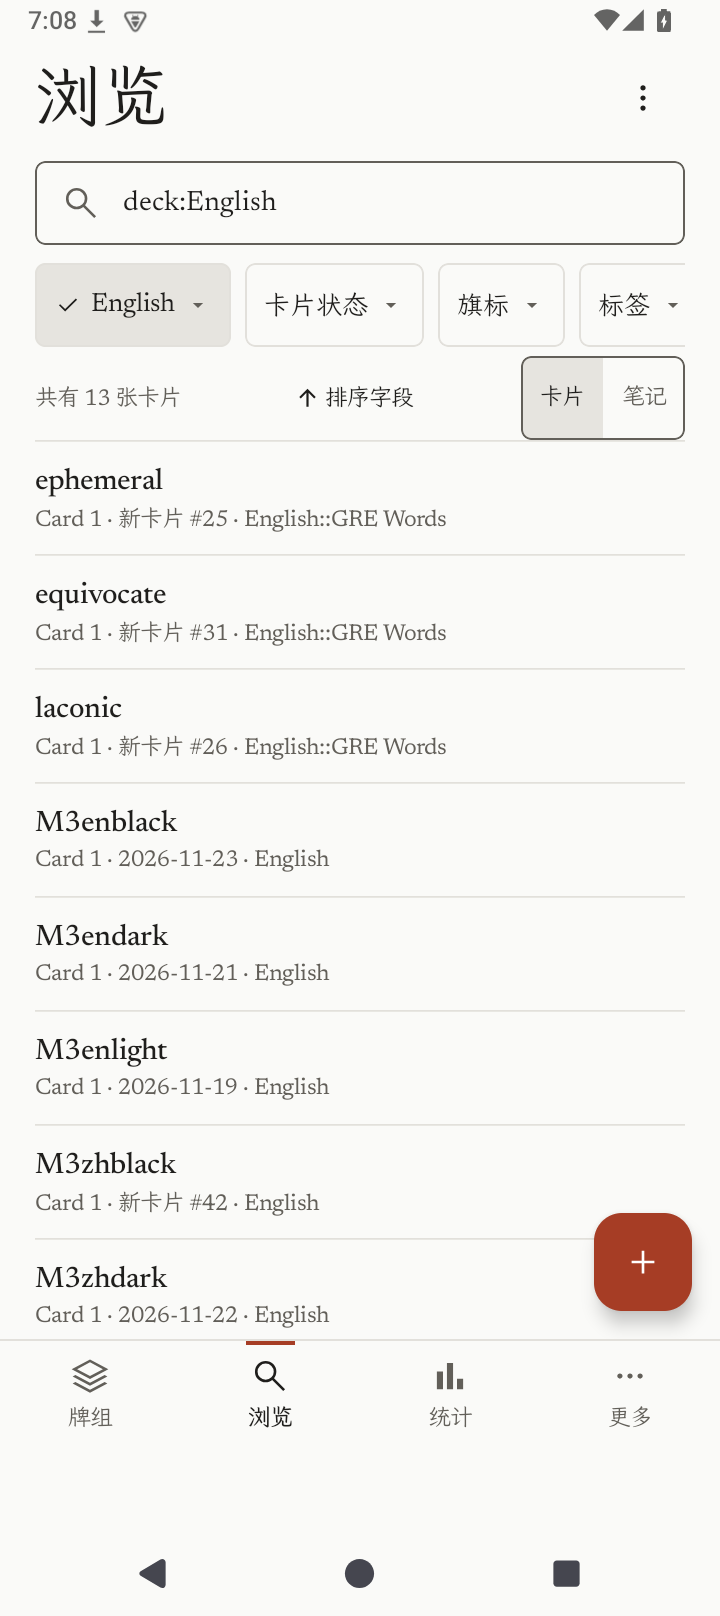 7:08
浏览
deck:English
English 卡片状态 旗标 标签
共有 13 张卡片 排序字段 卡片 笔记
ephemeral
Card 1 · 新卡片 #25 · English::GRE Words
equivocate
Card 1 · 新卡片 #31 · English::GRE Words
laconic
Card 1 · 新卡片 #26 · English::GRE Words
M3enblack
Card 1 · 2026-11-23 · English
M3endark
Card 1 · 2026-11-21 · English
M3enlight
Card 1 · 2026-11-19 · English
M3zhblack
Card 1 · 新卡片 #42 · English
M3zhdark
Card 1 · 2026-11-22 · English
牌组 浏览 统计 更多